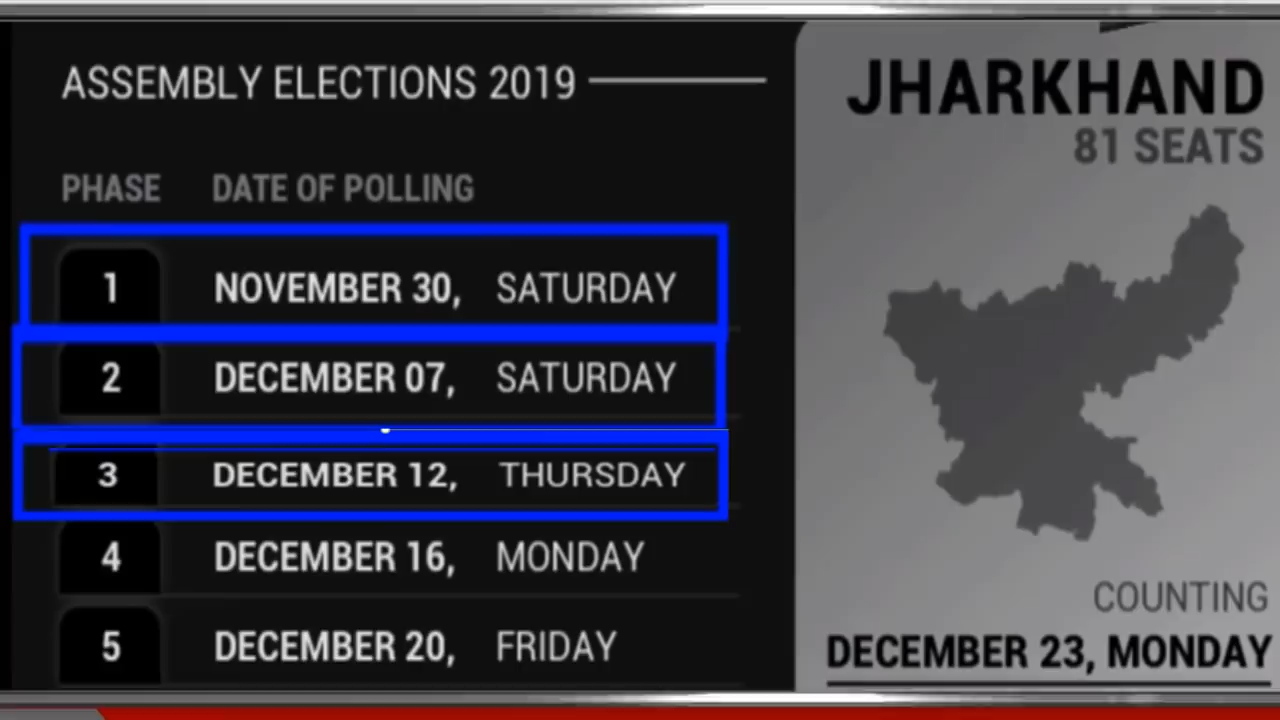 ASSEMBLY ELECTIONS 2019
PHASE DATE OF POLLING
1 NOVEMBER 30, SATURDAY
2 DECEMBER 07, SATURDAY
3 DECEMBER 12, THURSDAY
4 DECEMBER 16, MONDAY
5 DECEMBER 20, FRIDAY
JHARKHAND
81 SEATS
COUNTING
DECEMBER 23, MONDAY